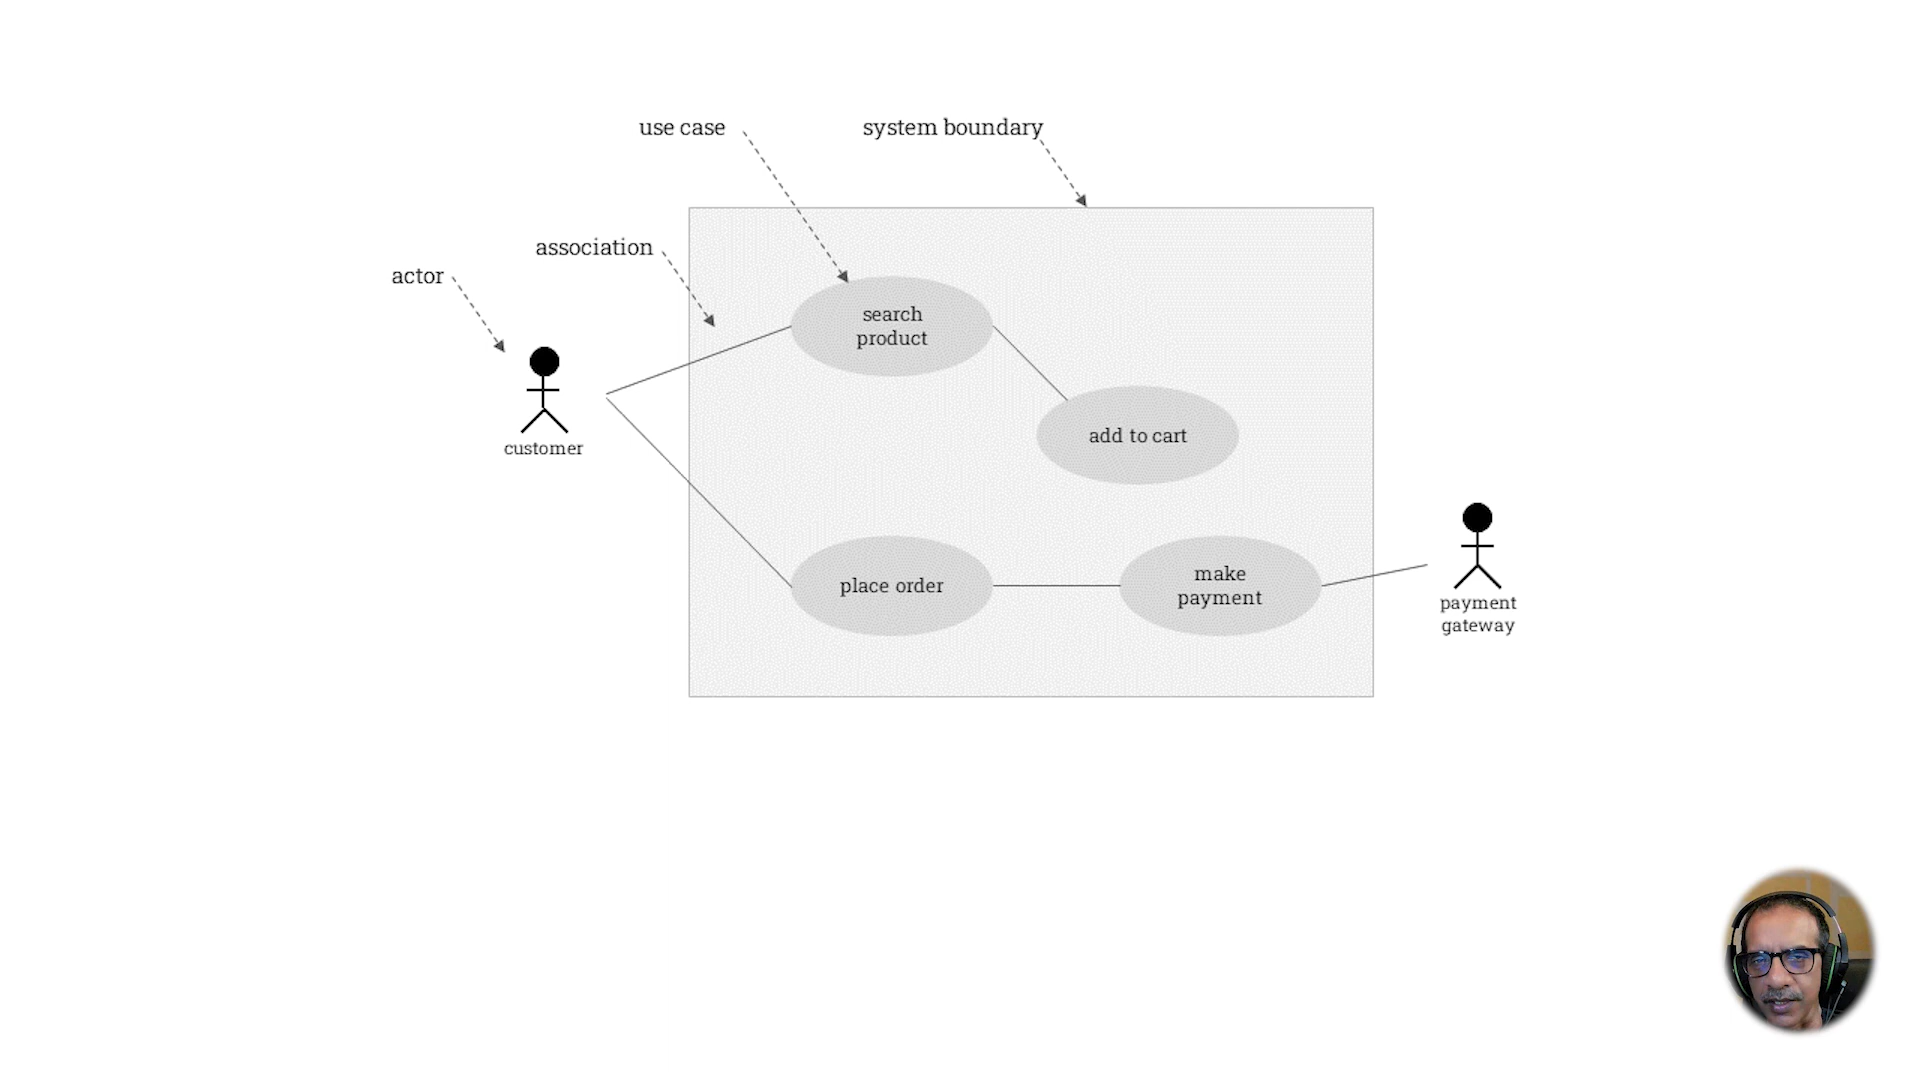 use case
system boundary
association
actor
search
product
customer
add to cart
place order
make
payment
payment
gateway